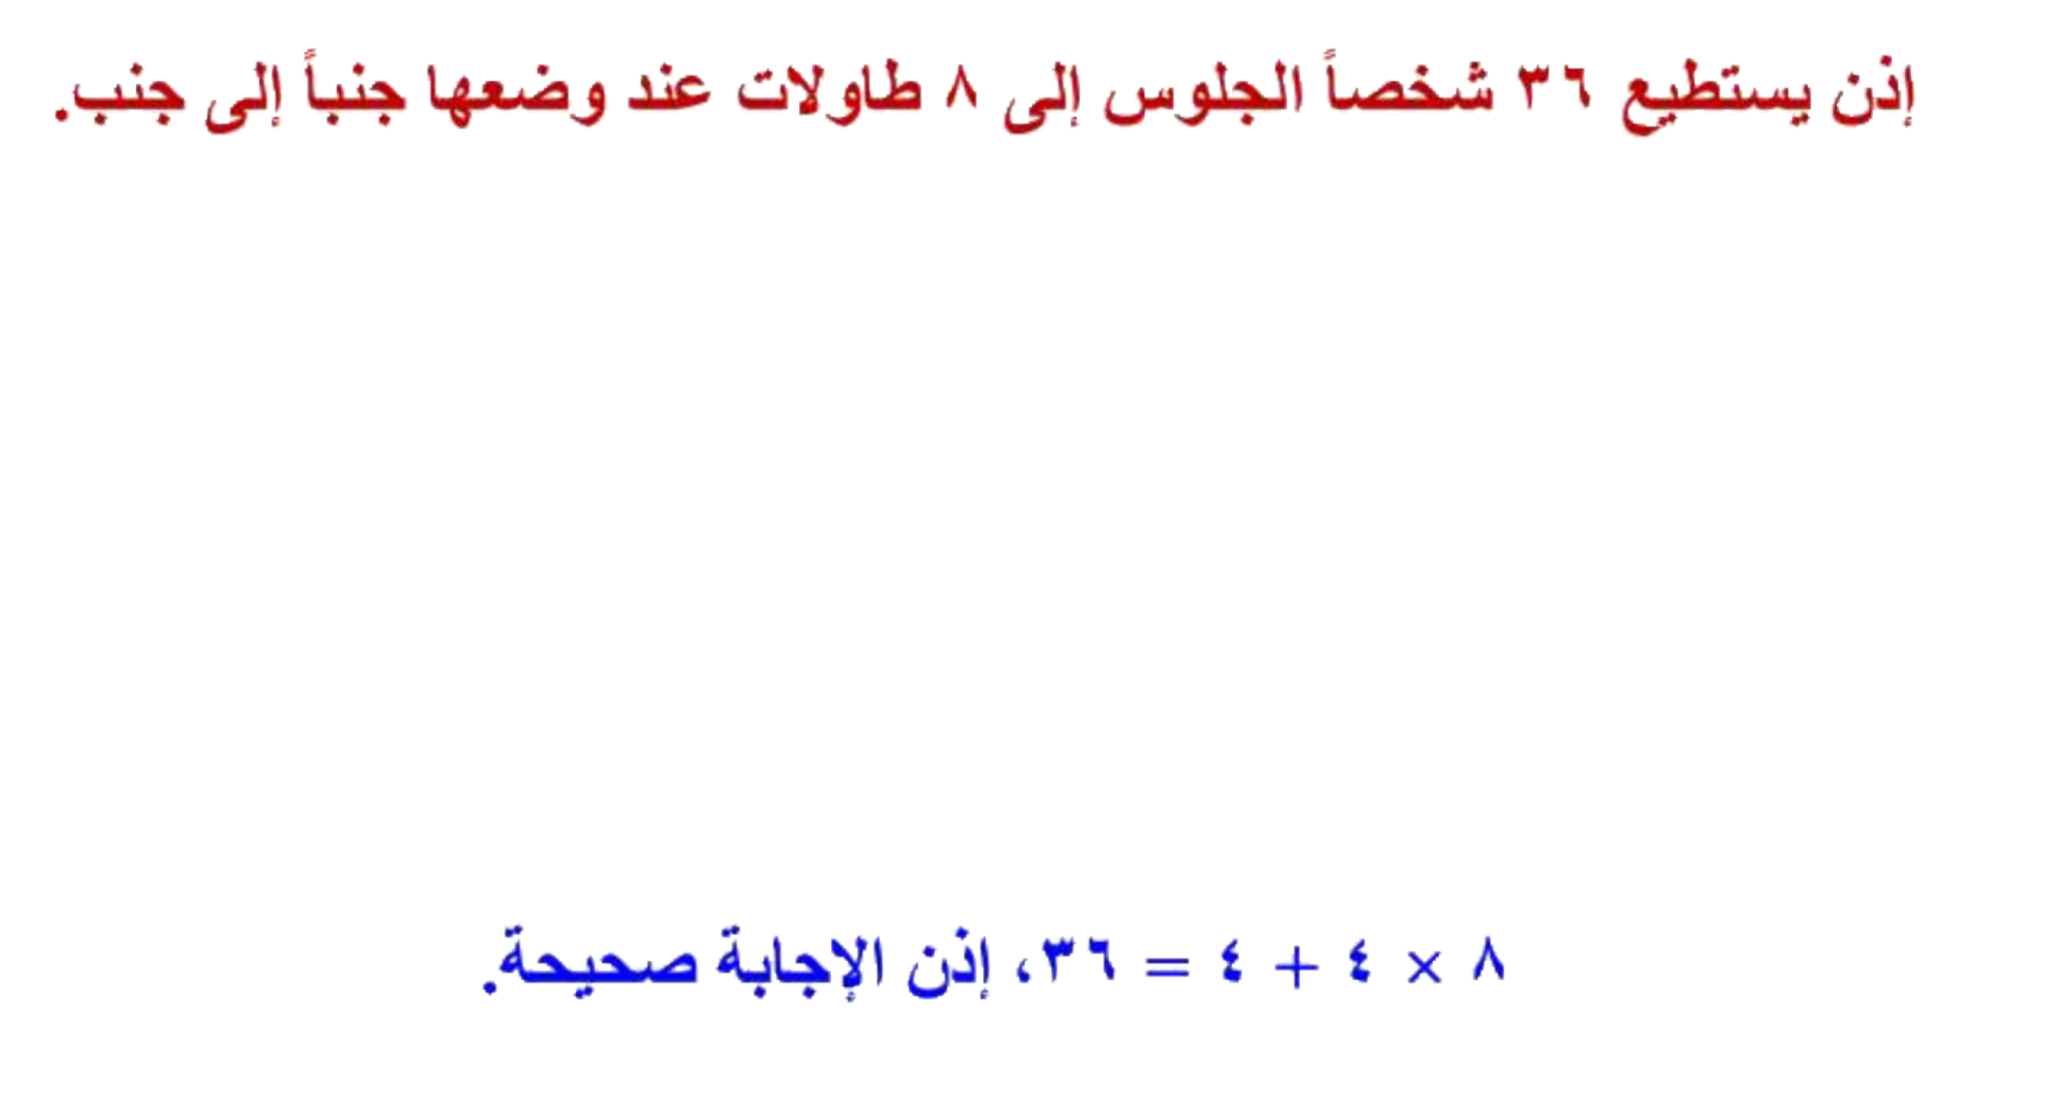 إذن يستطيع ٣٦ شخصاً الجلوس إلى ٨ طاولات عند وضعها جنباً إلى جنب.
٨ × ٤ + ٤ = ٣٦، إذن الإجابة صحيحة.